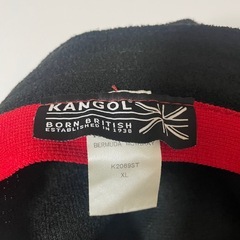 KANGOL
BORN BRITISH
ESTABLISHED IN 1938
BERMUDA
K2089ST
XL